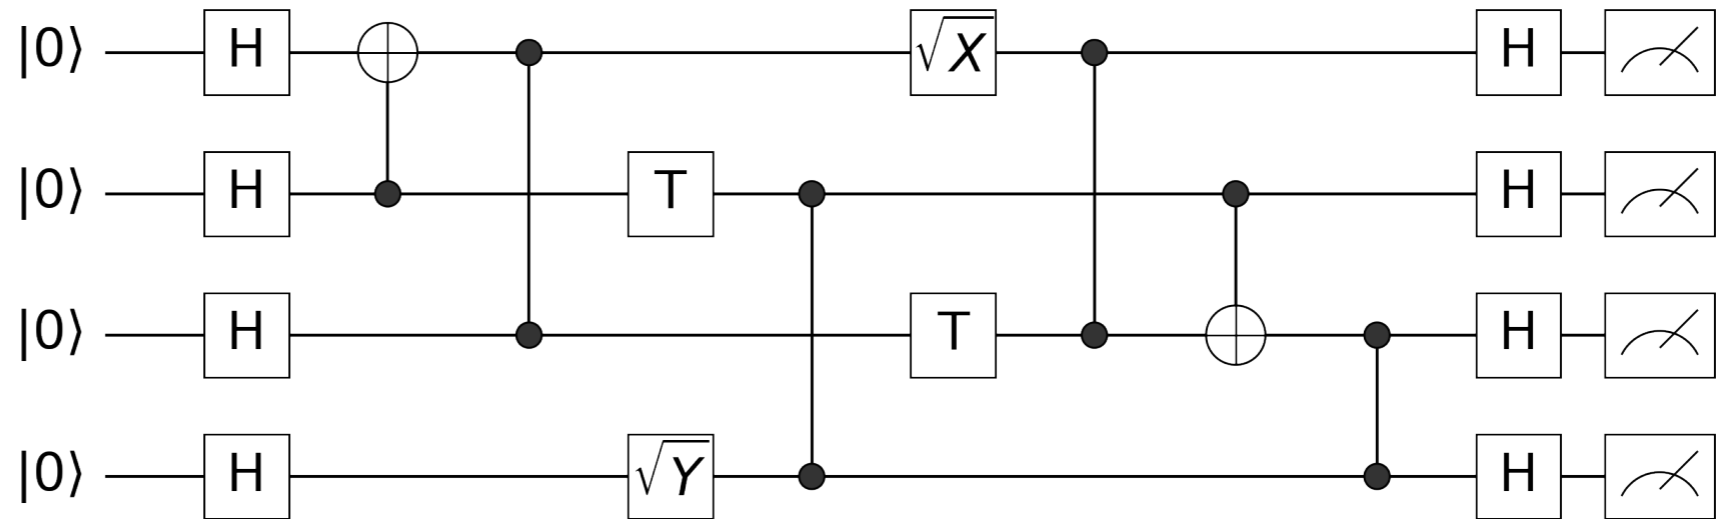 |0⟩ H √X H
|0⟩ H T H
|0⟩ H T H
|0⟩ H √Y H